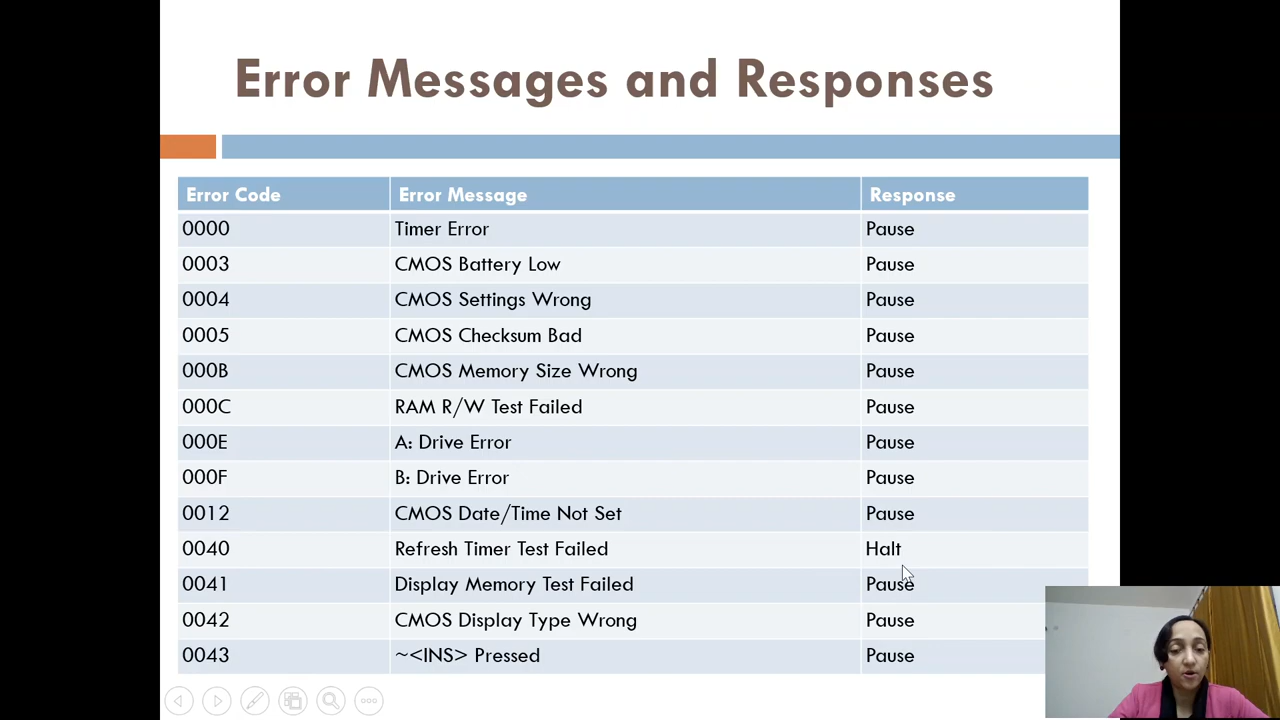 Error Messages and Responses
Error Code Error Message Response
0000 Timer Error Pause
0003 CMOS Battery Low Pause
0004 CMOS Settings Wrong Pause
0005 CMOS Checksum Bad Pause
000B CMOS Memory Size Wrong Pause
000C RAM R/W Test Failed Pause
000E A: Drive Error Pause
000F B: Drive Error Pause
0012 CMOS Date/Time Not Set Pause
0040 Refresh Timer Test Failed Halt
0041 Display Memory Test Failed Pause
0042 CMOS Display Type Wrong Pause
0043 ~<INS> Pressed Pause